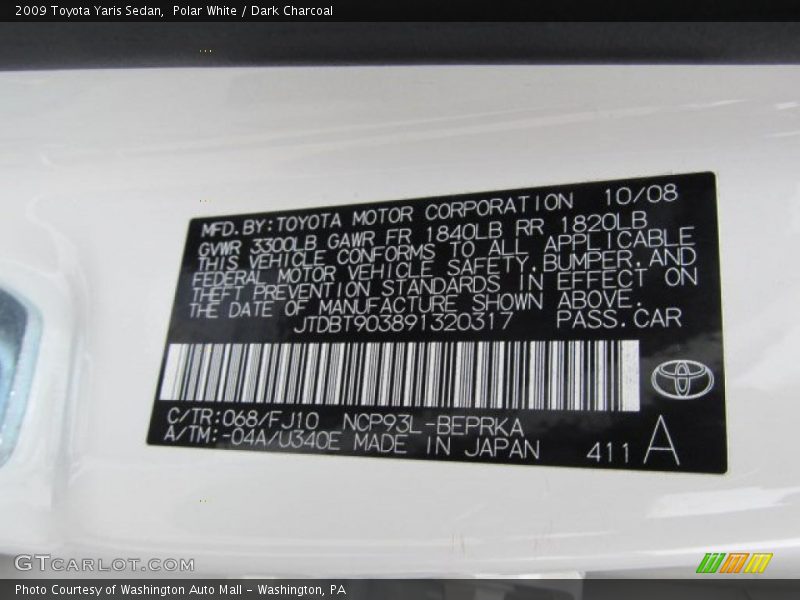 2009 Toyota Yaris Sedan,  Polar White / Dark Charcoal
MFD. BY: TOYOTA MOTOR CORPORATION 10/08
GVWR 3300LB GAWR FR 1840LB RR 1820LB
THIS VEHICLE CONFORMS TO ALL APPLICABLE
FEDERAL MOTOR VEHICLE SAFETY, BUMPER, AND
THEFT PREVENTION STANDARDS IN EFFECT ON
THE DATE OF MANUFACTURE SHOWN ABOVE.
JTDBT903891320317 PASS. CAR
C/TR: 068/FJ10 NCP93L-BEPRKA
A/TM: -04A/U340E MADE IN JAPAN 411 A
GTCARLOT.COM
Photo Courtesy of Washington Auto Mall - Washington, PA